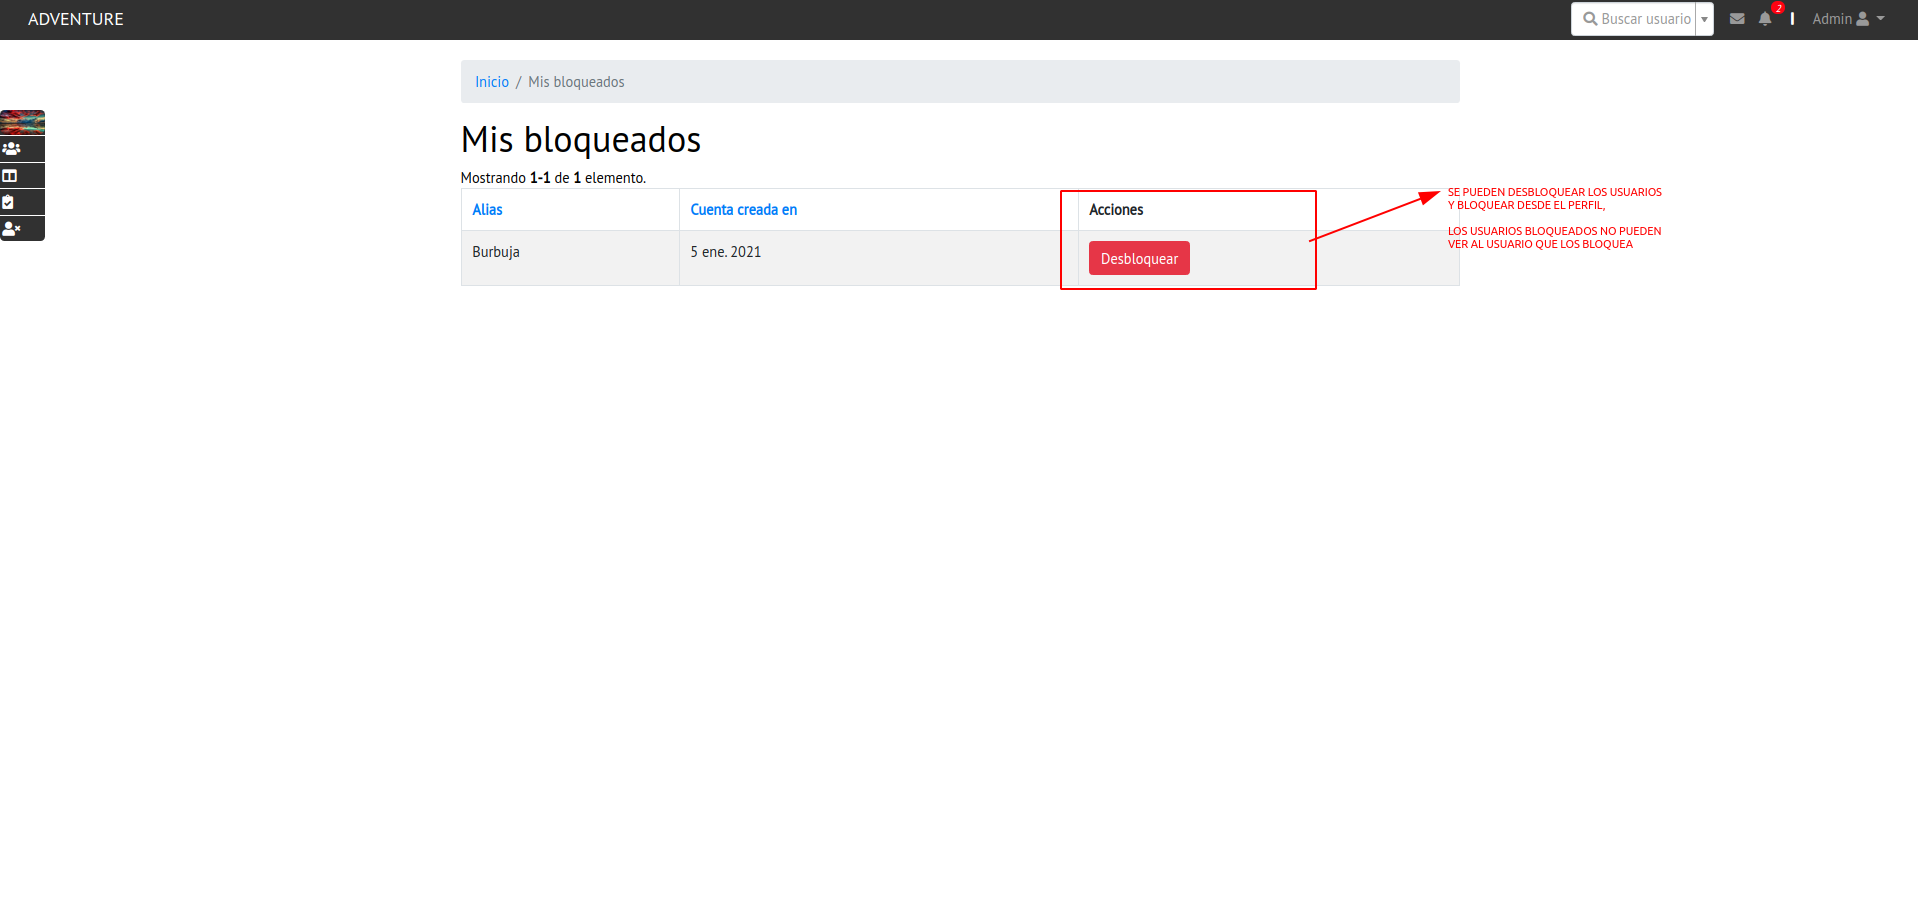 ADVENTURE
Buscar usuario
2
Admin
Inicio / Mis bloqueados
Mis bloqueados
Mostrando 1-1 de 1 elemento.
Alias Cuenta creada en Acciones
Burbuja 5 ene. 2021 Desbloquear
SE PUEDEN DESBLOQUEAR LOS USUARIOS
Y BLOQUEAR DESDE EL PERFIL,
LOS USUARIOS BLOQUEADOS NO PUEDEN
VER AL USUARIO QUE LOS BLOQUEA